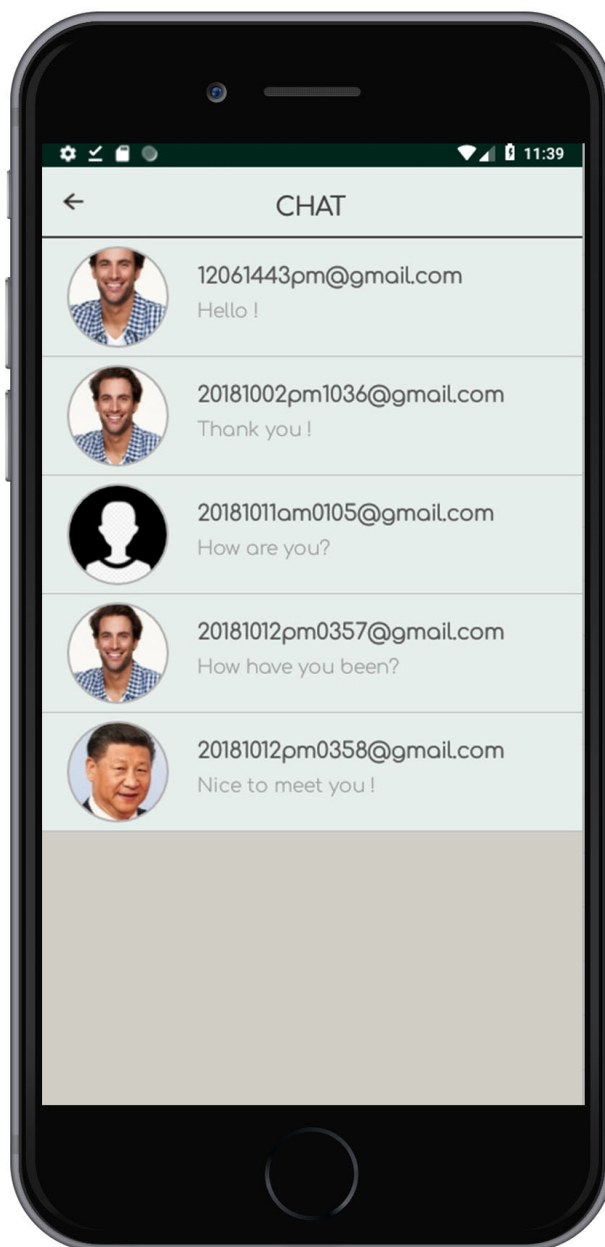 11:39
CHAT
12061443pm@gmail.com
Hello !
20181002pm1036@gmail.com
Thank you !
20181011am0105@gmail.com
How are you?
20181012pm0357@gmail.com
How have you been?
20181012pm0358@gmail.com
Nice to meet you !